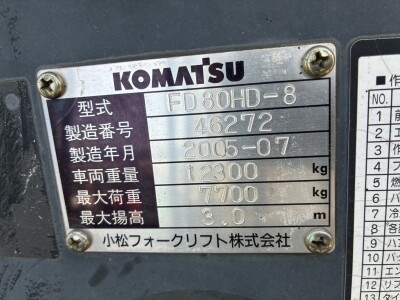 KOMATSU
型式 FD80HD-8
製造番号 46272
製造年月 2005-07
車両重量 12300 kg
最大荷重 7700 kg
最大揚高 3.0 m
小松フォークリフト株式会社
NO.
1
2
3
4
5
6
7
8
9
10
11
12
13